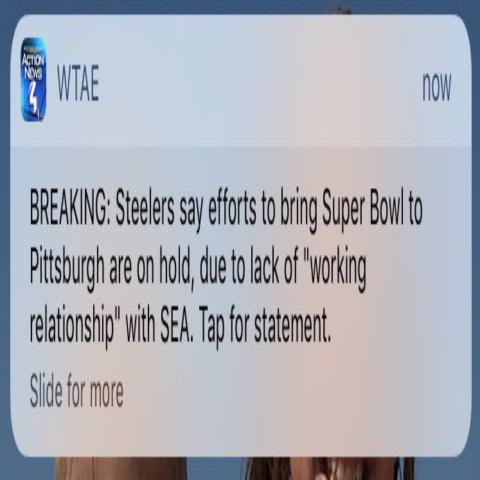 ACTION
NEWS
4
WTAE
now
BREAKING: Steelers say efforts to bring Super Bowl to
Pittsburgh are on hold, due to lack of "working
relationship" with SEA. Tap for statement.
Slide for more